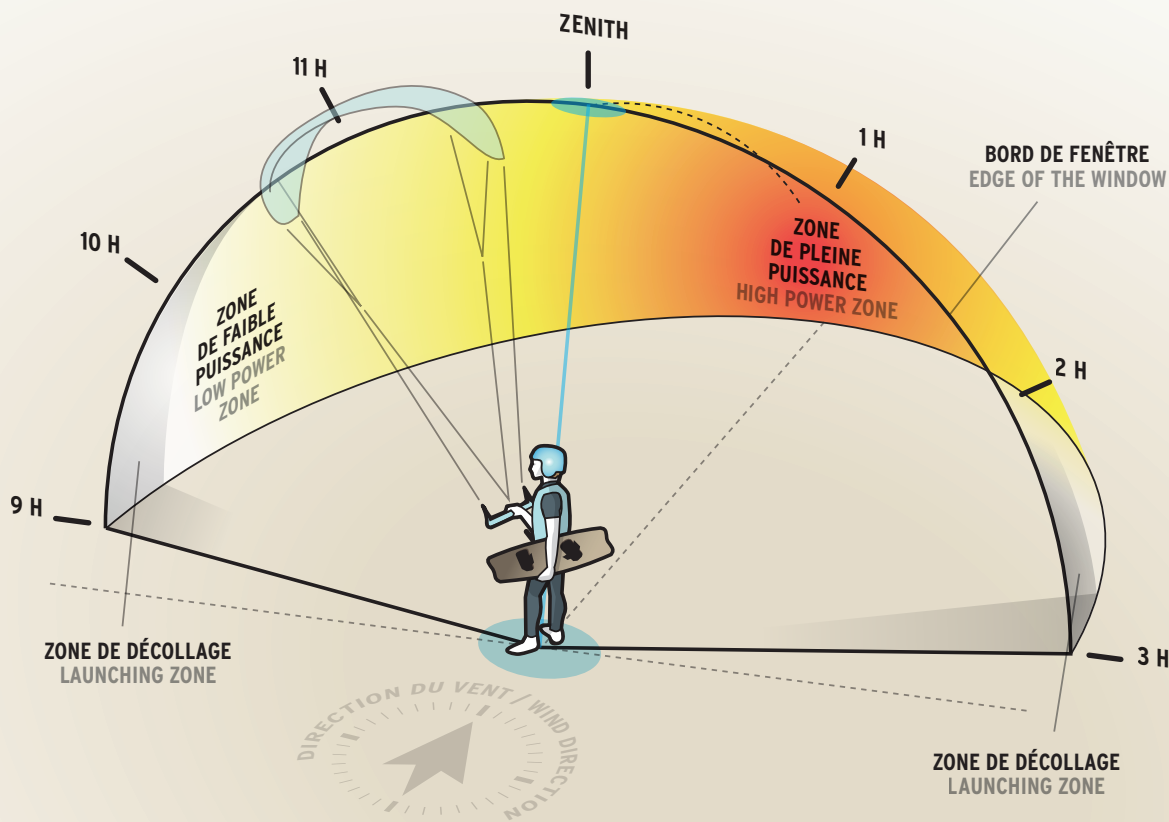 ZENITH
11 H
1 H
BORD DE FENÊTRE
EDGE OF THE WINDOW
10 H
ZONE
DE PLEINE
PUISSANCE
HIGH POWER ZONE
ZONE
DE FAIBLE
PUISSANCE
LOW POWER
ZONE
2 H
9 H
ZONE DE DÉCOLLAGE
LAUNCHING ZONE
3 H
DIRECTION DU VENT / WIND DIRECTION
ZONE DE DÉCOLLAGE
LAUNCHING ZONE